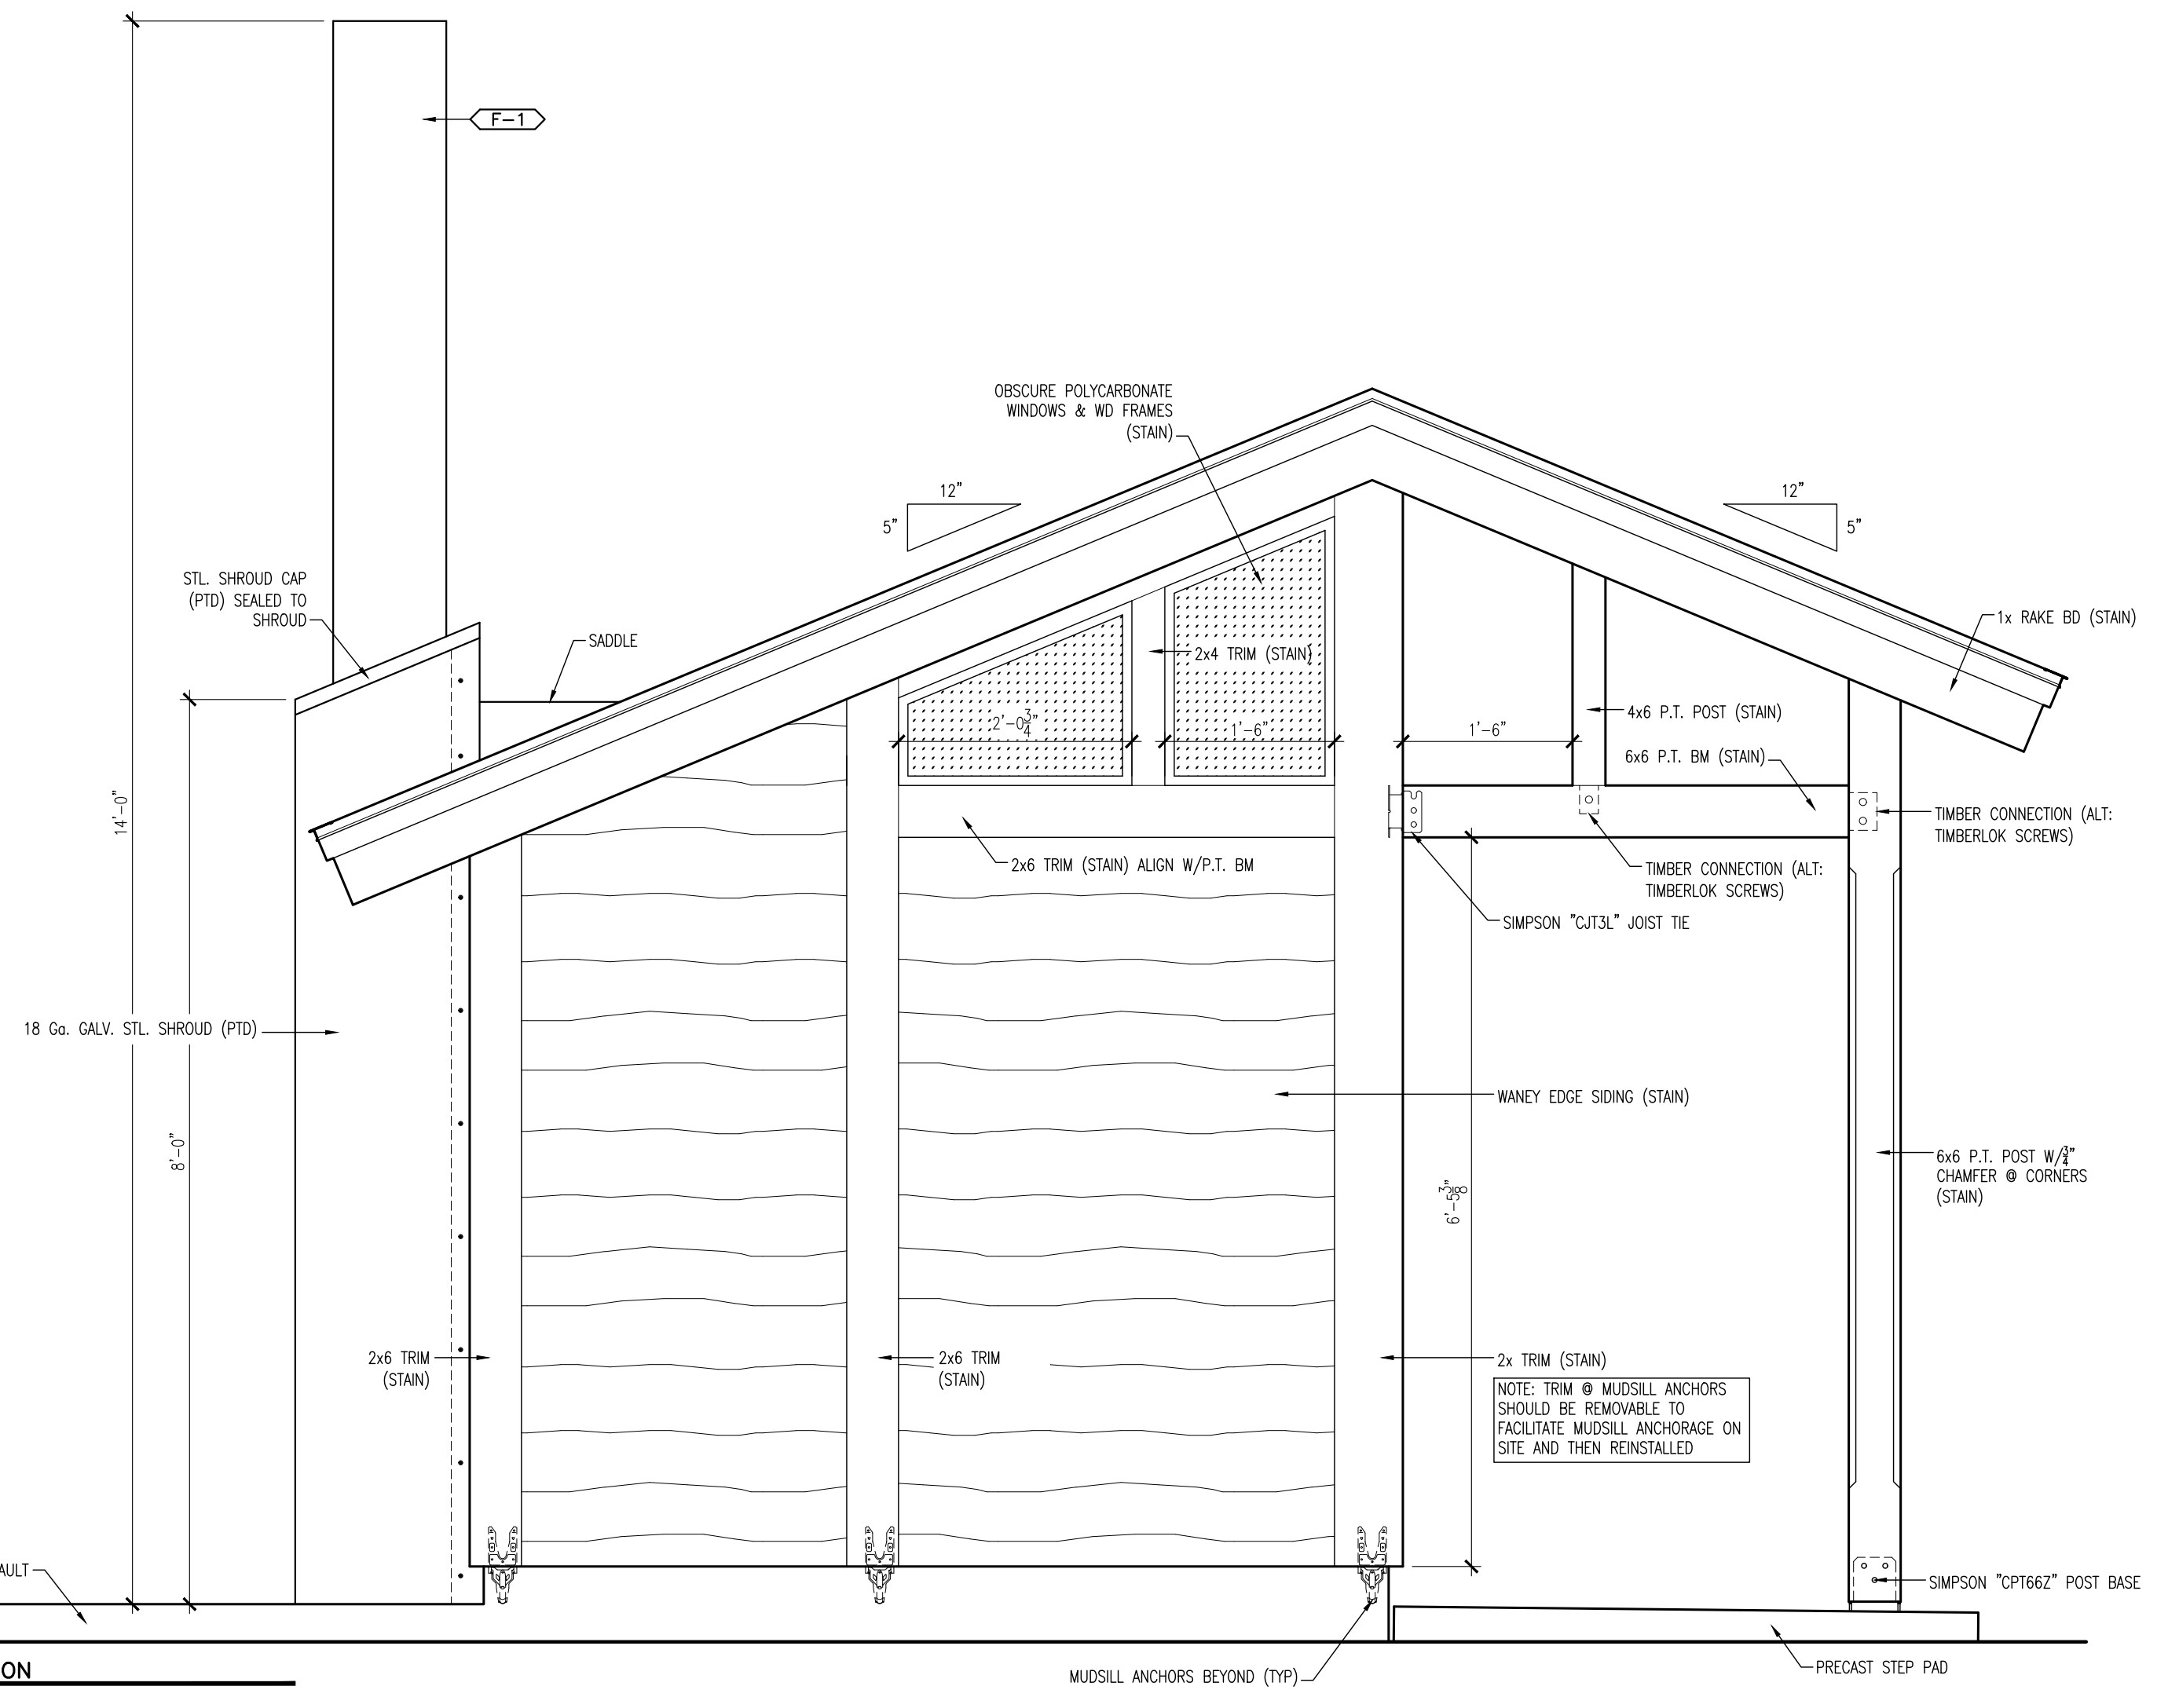 F-1
OBSCURE POLYCARBONATE
WINDOWS & WD FRAMES
(STAIN)
12"
5"
12"
5"
STL. SHROUD CAP
(PTD) SEALED TO
SHROUD
SADDLE
1x RAKE BD (STAIN)
2x4 TRIM (STAIN)
4x6 P.T. POST (STAIN)
2'-0 3/4"
1'-6"
1'-6"
6x6 P.T. BM (STAIN)
14'-0"
TIMBER CONNECTION (ALT:
TIMBERLOK SCREWS)
2x6 TRIM (STAIN) ALIGN W/P.T. BM
TIMBER CONNECTION (ALT:
TIMBERLOK SCREWS)
SIMPSON "CJT3L" JOIST TIE
18 Ga. GALV. STL. SHROUD (PTD)
WANEY EDGE SIDING (STAIN)
8'-0"
6x6 P.T. POST W/3/4"
CHAMFER @ CORNERS
(STAIN)
6'-5 3/8"
2x6 TRIM
(STAIN)
2x6 TRIM
(STAIN)
2x TRIM (STAIN)
NOTE: TRIM @ MUDSILL ANCHORS
SHOULD BE REMOVABLE TO
FACILITATE MUDSILL ANCHORAGE ON
SITE AND THEN REINSTALLED
AULT
SIMPSON "CPT66Z" POST BASE
ON
MUDSILL ANCHORS BEYOND (TYP)
PRECAST STEP PAD